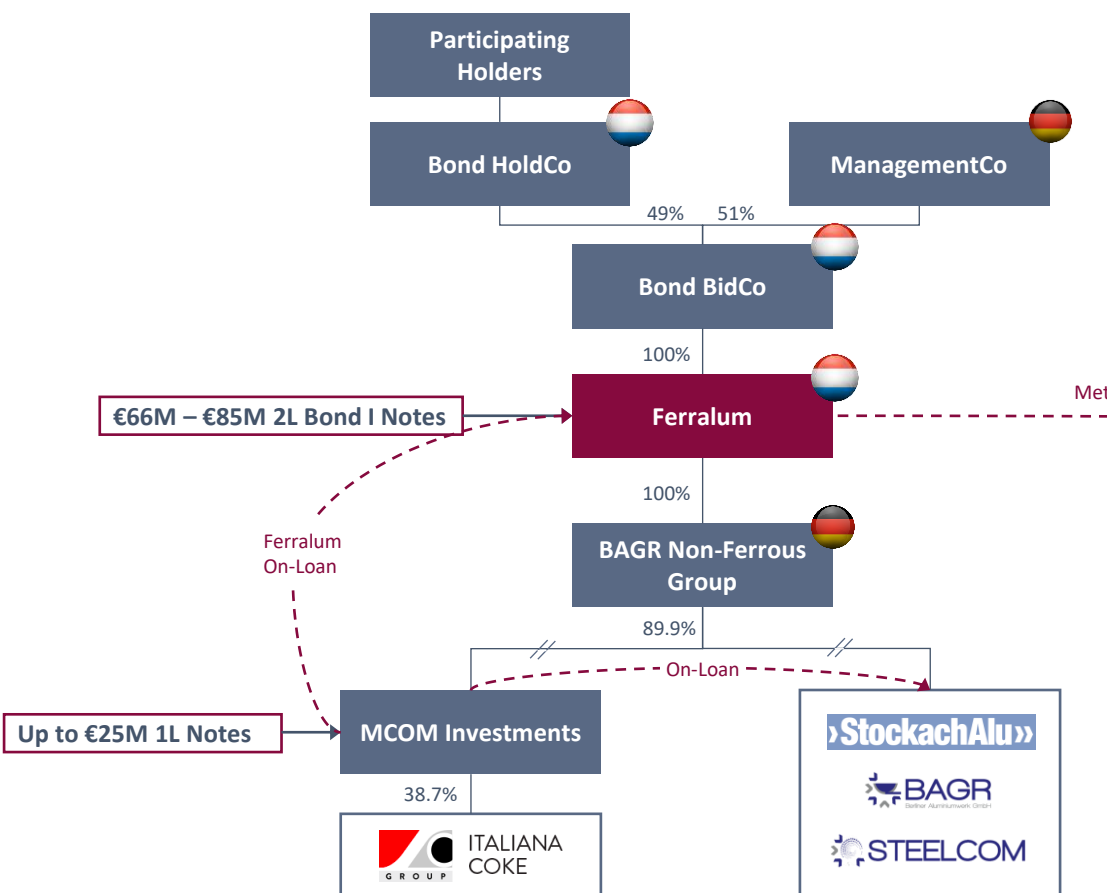 Participating
Holders
Bond HoldCo
ManagementCo
49%
51%
Bond BidCo
100%
€66M – €85M 2L Bond I Notes
Ferralum
Met
100%
Ferralum
On-Loan
BAGR Non-Ferrous
Group
89.9%
On-Loan
Up to €25M 1L Notes
MCOM Investments
StockachAlu
38.7%
BAGR
Berliner Aluminiumwerk GmbH
ITALIANA
COKE
GROUP
STEELCOM